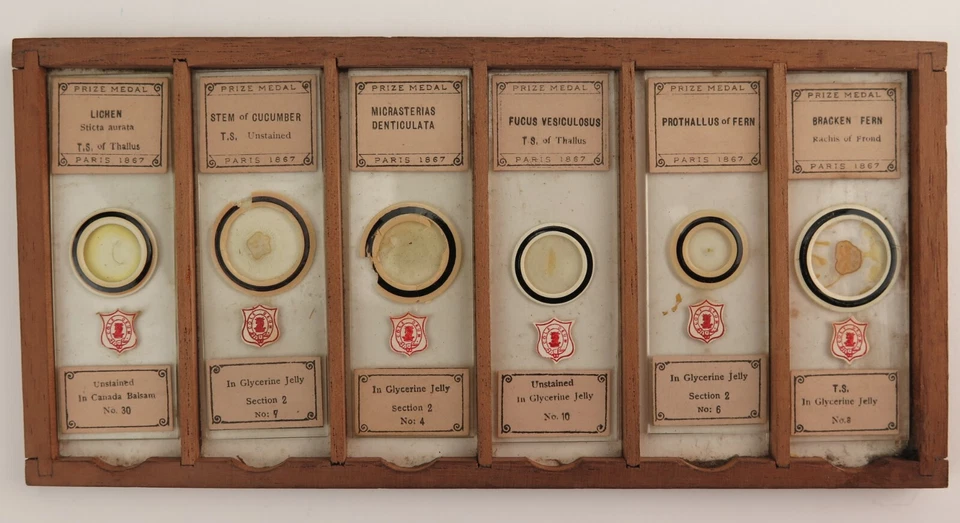 PRIZE MEDAL
LICHEN
Sticta aurata
T.S. of Thallus
PARIS 1867
Unstained
In Canada Balsam
No. 30
PRIZE MEDAL
STEM of CUCUMBER
T.S. Unstained
PARIS 1867
In Glycerine Jelly
Section 2
No:
PRIZE MEDAL
MICRASTERIAS
DENTICULATA
PARIS 1867
In Glycerine Jelly
Section 2
No: 4
PRIZE MEDAL
FUCUS VESICULOSUS
T.S. of Thallus
PARIS 1867
Unstained
In Glycerine Jelly
No. 10
PRIZE MEDAL
PROTHALLUS of FERN
PARIS 1867
In Glycerine Jelly
Section 2
No: 6
PRIZE MEDAL
BRACKEN FERN
Rachis of Frond
PARIS 1867
T.S.
In Glycerine Jelly
No.8